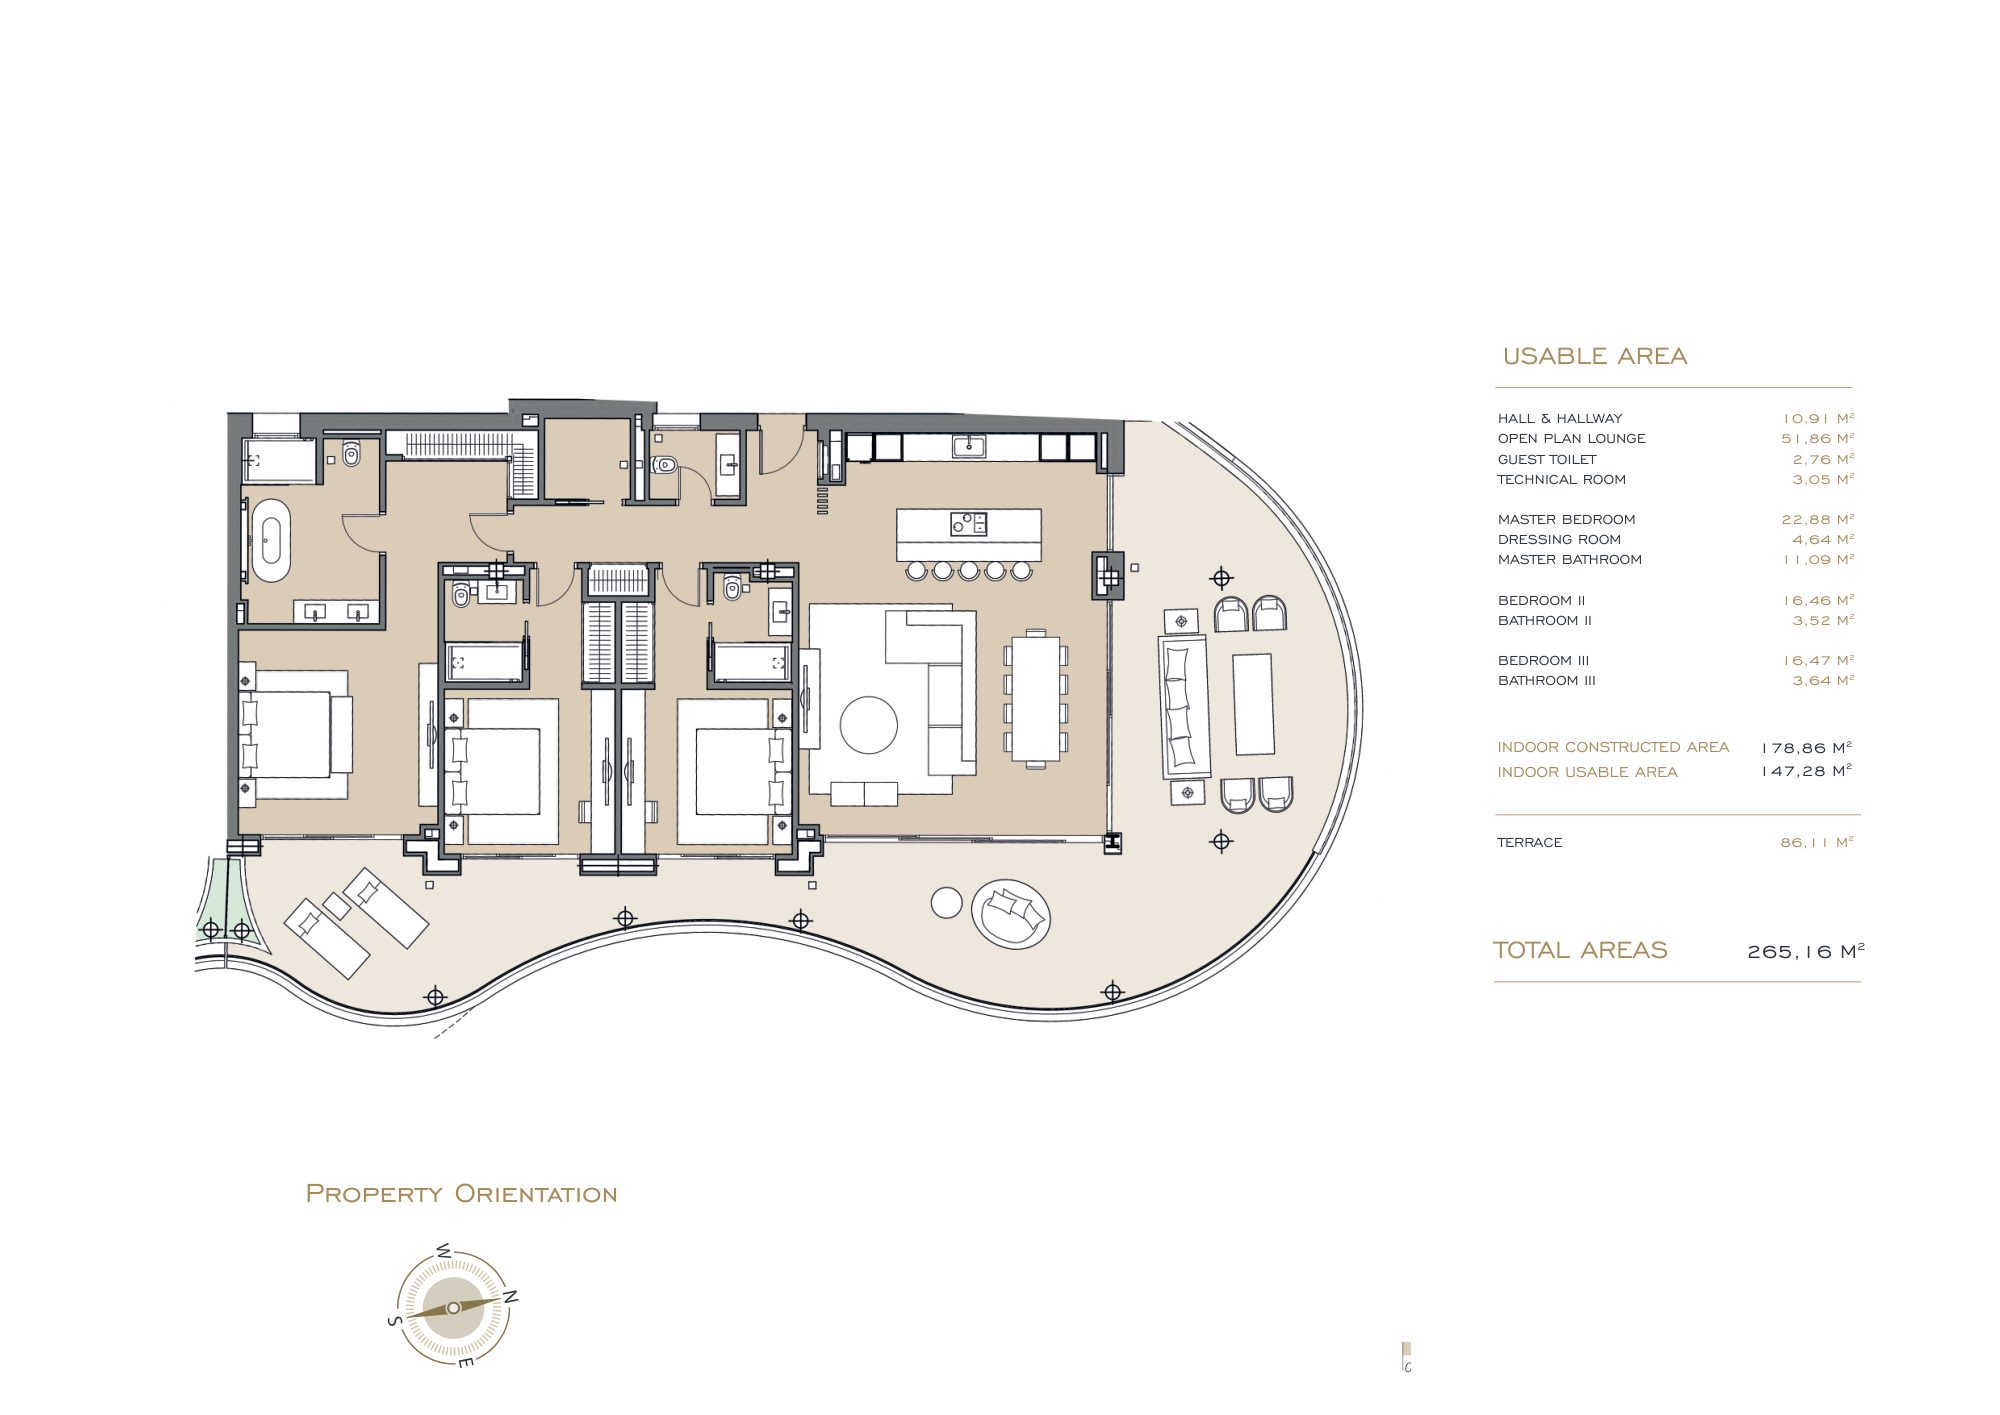 USABLE AREA
HALL & HALLWAY 10,91 M²
OPEN PLAN LOUNGE 51,86 M²
GUEST TOILET 2,76 M²
TECHNICAL ROOM 3,05 M²
MASTER BEDROOM 22,88 M²
DRESSING ROOM 4,64 M²
MASTER BATHROOM 11,09 M²
BEDROOM II 16,46 M²
BATHROOM II 3,52 M²
BEDROOM III 16,47 M²
BATHROOM III 3,64 M²
INDOOR CONSTRUCTED AREA 178,86 M²
INDOOR USABLE AREA 147,28 M²
TERRACE 86,11 M²
TOTAL AREAS 265,16 M²
PROPERTY ORIENTATION
W
N
S
E